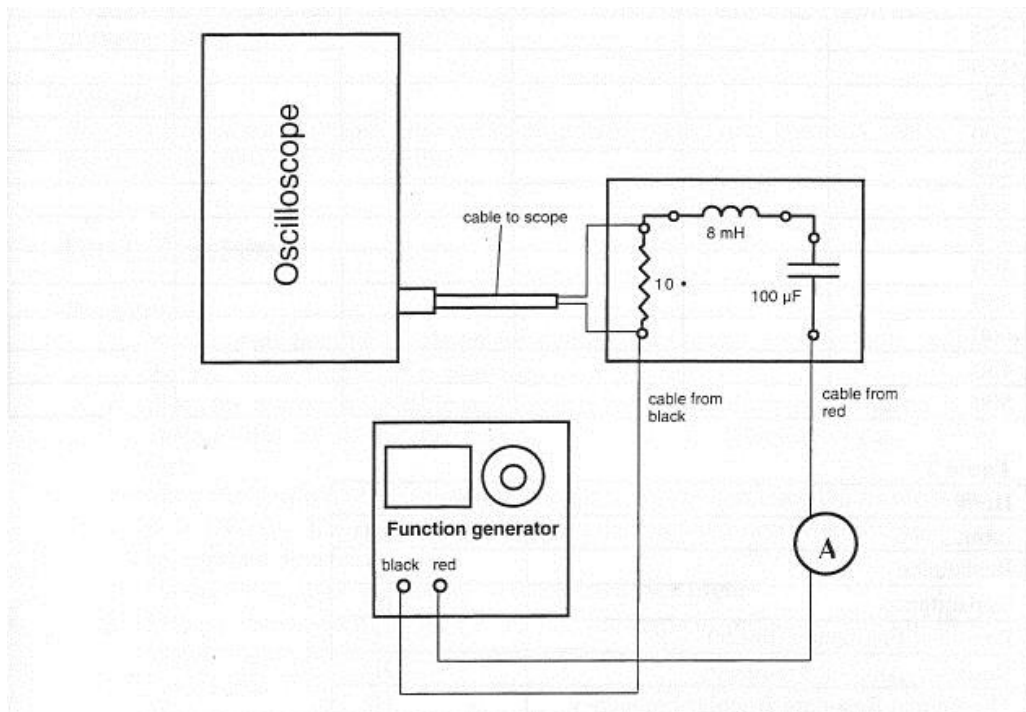 Oscilloscope
cable to scope
8 mH
10 •
100 µF
cable from
black
cable from
red
A
Function generator
black red